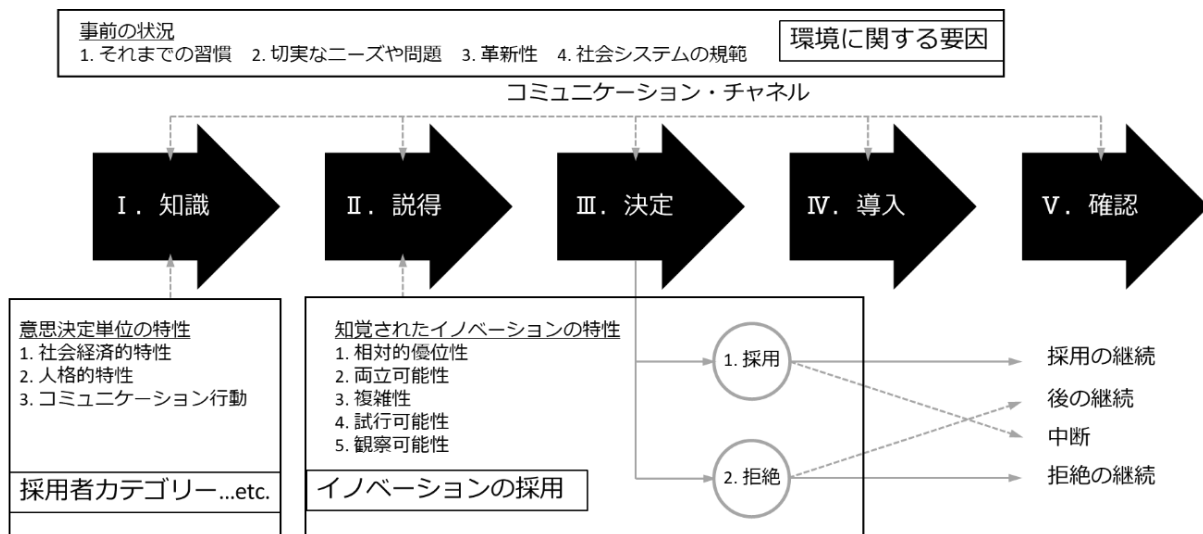 事前の状況
1. それまでの習慣 2. 切実なニーズや問題 3. 革新性 4. 社会システムの規範
環境に関する要因
コミュニケーション・チャネル
Ⅰ. 知識
Ⅱ. 説得
Ⅲ. 決定
Ⅳ. 導入
Ⅴ. 確認
意思決定単位の特性
1. 社会経済的特性
2. 人格的特性
3. コミュニケーション行動
採用者カテゴリー...etc.
知覚されたイノベーションの特性
1. 相対的優位性
2. 両立可能性
3. 複雑性
4. 試行可能性
5. 観察可能性
イノベーションの採用
1. 採用
2. 拒絶
採用の継続
後の継続
中断
拒絶の継続